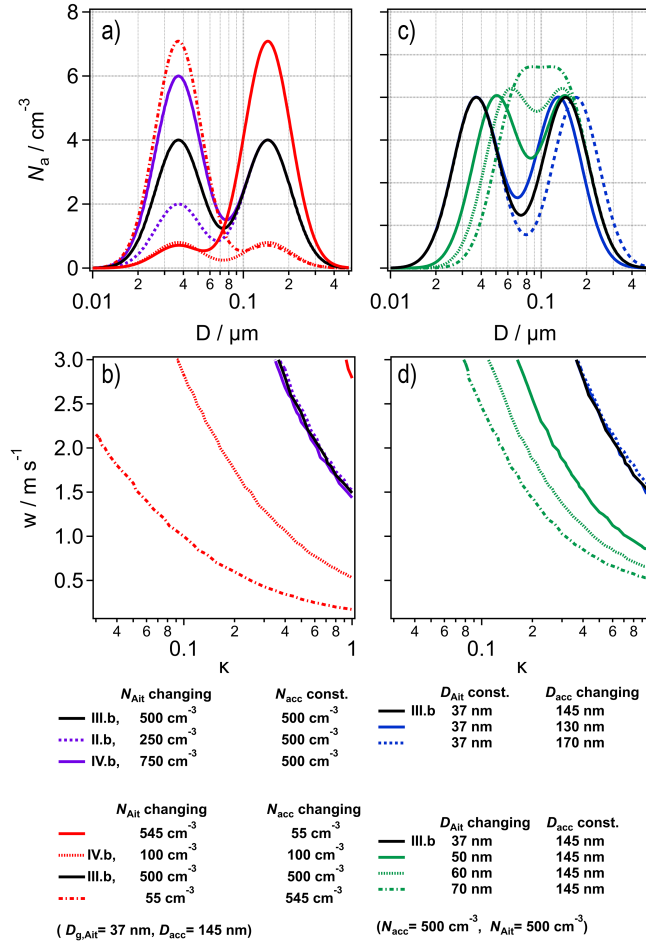 a)
c)
8
6
4
2
0
N_a / cm⁻³
0.01 2 4 6 8 0.1 2 4
0.01 2 4 6 8 0.1 2 4
D / µm
D / µm
b)
d)
3.0
2.5
2.0
1.5
1.0
0.5
w / m s⁻¹
4 6 8 0.1 2 4 6 8 1
4 6 8 0.1 2 4 6 8
κ
κ
N_Ait changing N_acc const.
III.b, 500 cm⁻³ 500 cm⁻³
II.b, 250 cm⁻³ 500 cm⁻³
IV.b, 750 cm⁻³ 500 cm⁻³
D_Ait const. D_acc changing
III.b 37 nm 145 nm
37 nm 130 nm
37 nm 170 nm
N_Ait changing N_acc changing
545 cm⁻³ 55 cm⁻³
IV.b, 100 cm⁻³ 100 cm⁻³
III.b, 500 cm⁻³ 500 cm⁻³
55 cm⁻³ 545 cm⁻³
( D_g,Ait= 37 nm, D_acc= 145 nm)
D_Ait changing D_acc const.
III.b 37 nm 145 nm
50 nm 145 nm
60 nm 145 nm
70 nm 145 nm
(N_acc= 500 cm⁻³, N_Ait= 500 cm⁻³)